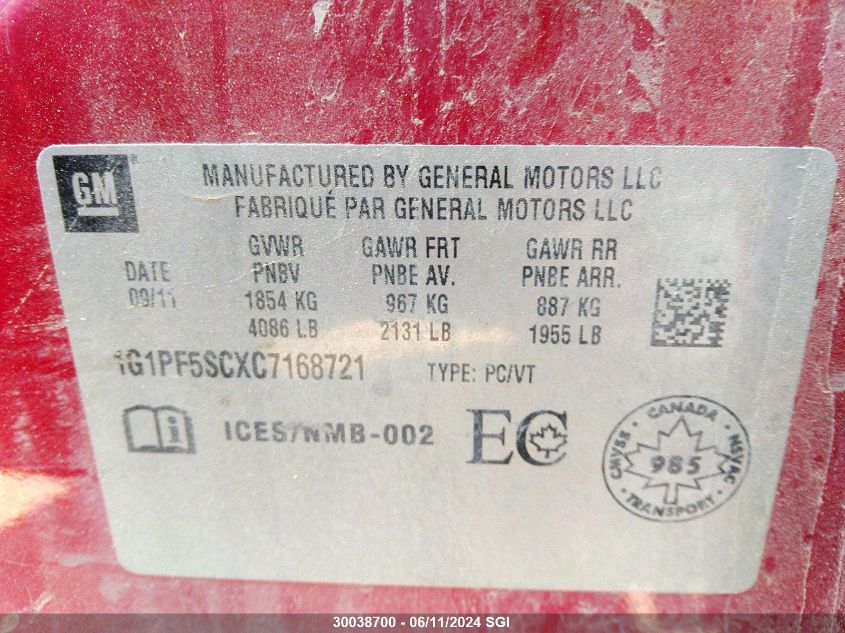 GM ®
MANUFACTURED BY GENERAL MOTORS LLC
FABRIQUÉ PAR GENERAL MOTORS LLC
GVWR GAWR FRT GAWR RR
DATE PNBV PNBE AV. PNBE ARR.
09/11 1854 KG 967 KG 887 KG
4086 LB 2131 LB 1955 LB
1G1PF5SCXC7168721 TYPE: PC/VT
i ICES/NMB-002 EC
CANADA
CMVSS 985 NSVAC
TRANSPORT
30038700 - 06/11/2024 SGI